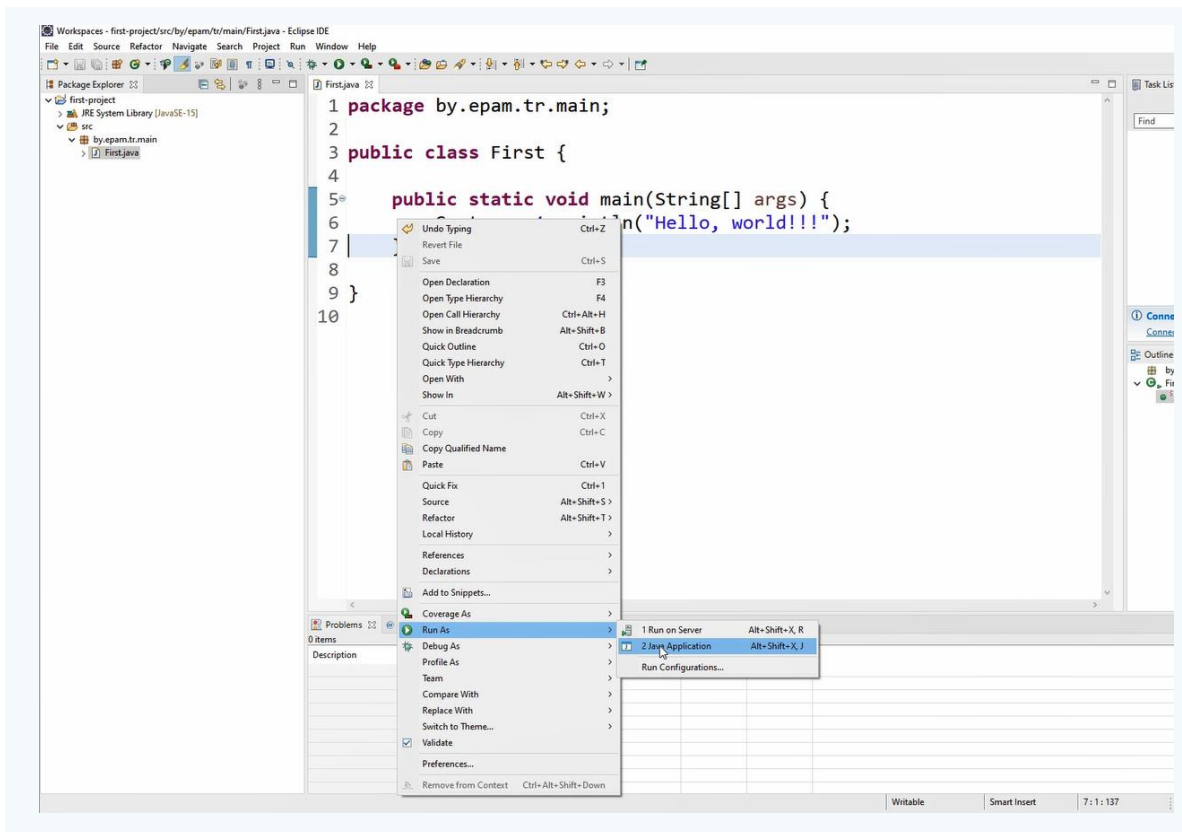 Workspaces - first-project/src/by/epam/tr/main/First.java - Eclipse IDE
File Edit Source Refactor Navigate Search Project Run Window Help
Package Explorer
first-project
JRE System Library [JavaSE-15]
src
by.epam.tr.main
First.java
First.java
1 package by.epam.tr.main;
2
3 public class First {
4
5 public static void main(String[] args) {
6 n("Hello, world!!!");
7
8
9 }
10
Undo Typing Ctrl+Z
Revert File
Save Ctrl+S
Open Declaration F3
Open Type Hierarchy F4
Open Call Hierarchy Ctrl+Alt+H
Show in Breadcrumb Alt+Shift+B
Quick Outline Ctrl+O
Quick Type Hierarchy Ctrl+T
Open With
Show In Alt+Shift+W
Cut Ctrl+X
Copy Ctrl+C
Copy Qualified Name
Paste Ctrl+V
Quick Fix Ctrl+1
Source Alt+Shift+S
Refactor Alt+Shift+T
Local History
References
Declarations
Add to Snippets...
Coverage As
Run As
Debug As
Profile As
Team
Compare With
Replace With
Switch to Theme...
Validate
Preferences...
Remove from Context Ctrl+Alt+Shift+Down
1 Run on Server Alt+Shift+X, R
2 Java Application Alt+Shift+X, J
Run Configurations...
Problems
0 items
Description
Task Lis
Find
Conne
Connec
Outline
by
Fir
Writable Smart Insert 7 : 1 : 137